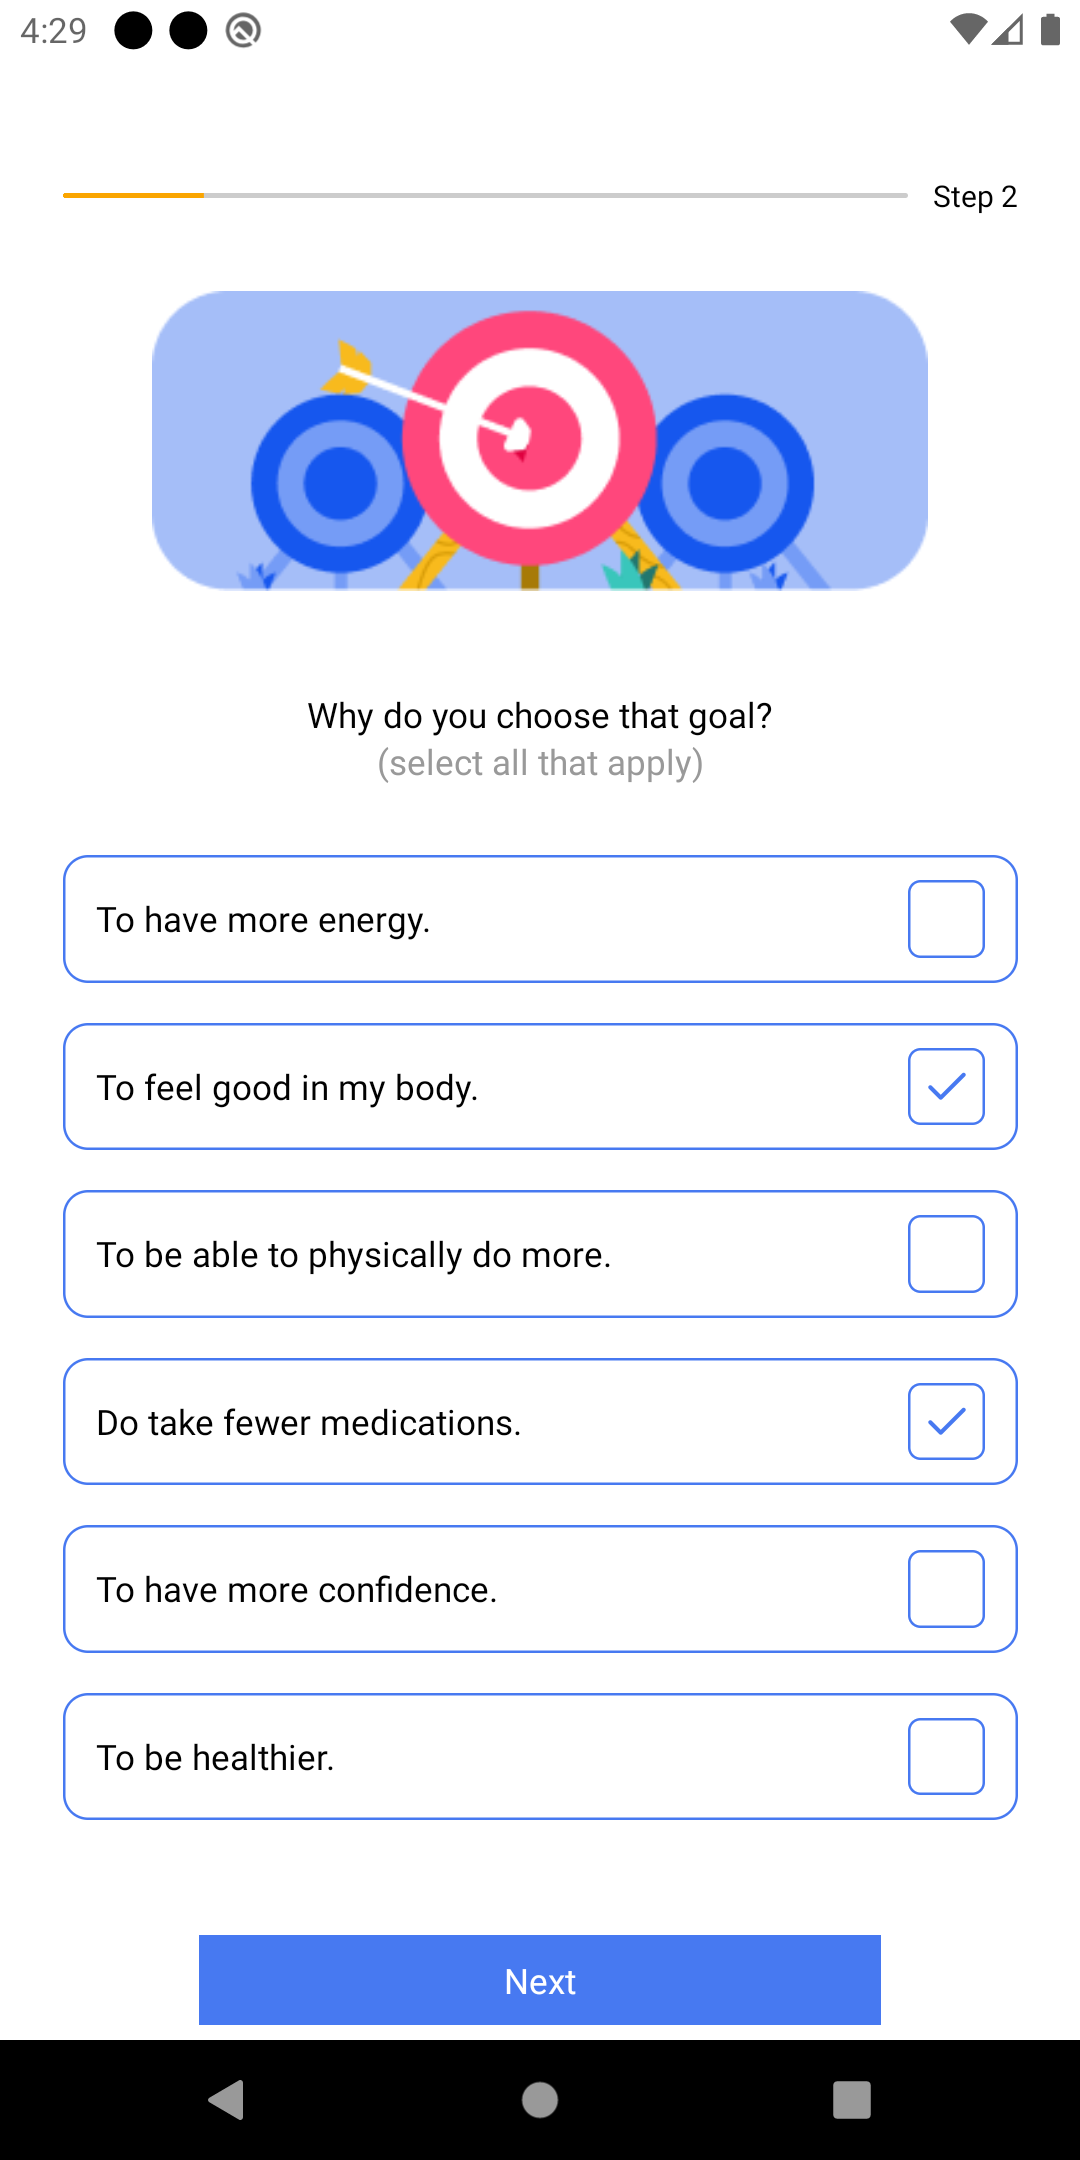 4:29
Step 2
Why do you choose that goal?
(select all that apply)
To have more energy.
To feel good in my body.
To be able to physically do more.
Do take fewer medications.
To have more confidence.
To be healthier.
Next